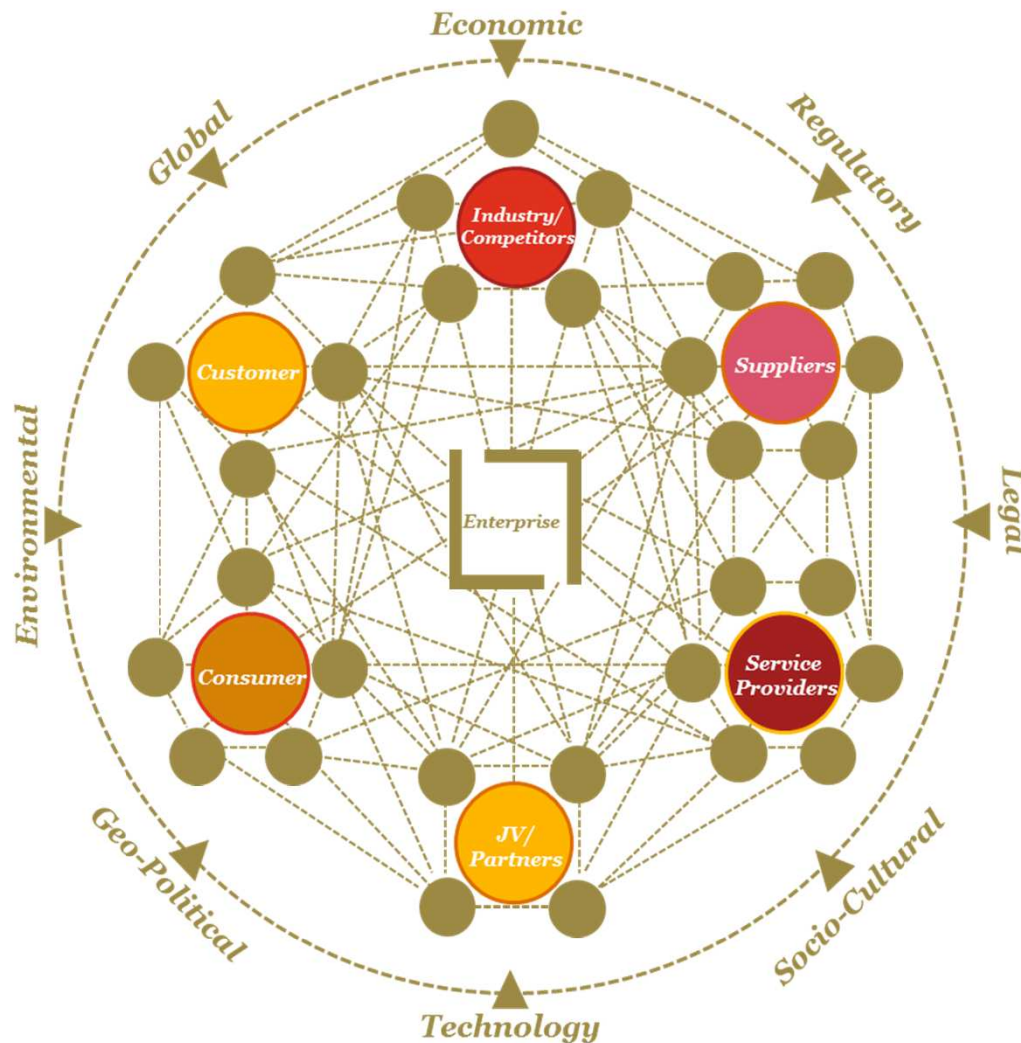 Economic
Global
Regulatory
Industry/
Competitors
Customer
Suppliers
Environmental
Enterprise
Legal
Consumer
Service
Providers
JV/
Partners
Geo-Political
Socio-Cultural
Technology